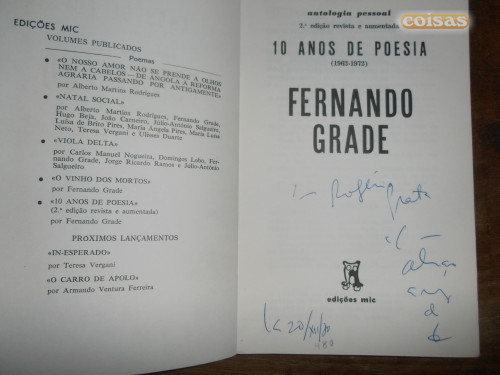 EDIÇÕES MIC
VOLUMES PUBLICADOS
Poemas
«O NOSSO AMOR NÃO SE PRENDE A OLHOS
NEM A CABELOS — DE ANGOLA À REFORMA
AGRÁRIA PASSANDO POR ANTIGAMENTE»
por Alberto Martins Rodrigues
«NATAL SOCIAL»
por Alberto Martins Rodrigues, Fernando Grade,
Hugo Beja, João Carneiro, Júlio-António Salgueiro,
Luísa de Brito Pires, Maria Angela Pires, Maria Luísa
Neto, Teresa Vergani e Ulisses Duarte
«VIOLA DELTA»
por Carlos Manuel Nogueira, Domingos Lobo, Fer-
nando Grade, Jorge Ricardo Ramos e Júlio-António
Salgueiro
«O VINHO DOS MORTOS»
por Fernando Grade
«10 ANOS DE POESIA»
(2.ª edição revista e aumentada)
por Fernando Grade
PRÓXIMOS LANÇAMENTOS
«IN-ESPERADO»
por Teresa Vergani
«O CARRO DE APOLO»
por Armando Ventura Ferreira
coisas
antologia pessoal
2.ª edição revista e aumentada
10 ANOS DE POESIA
(1962-1972)
FERNANDO
GRADE
edições mic
20/XII/80